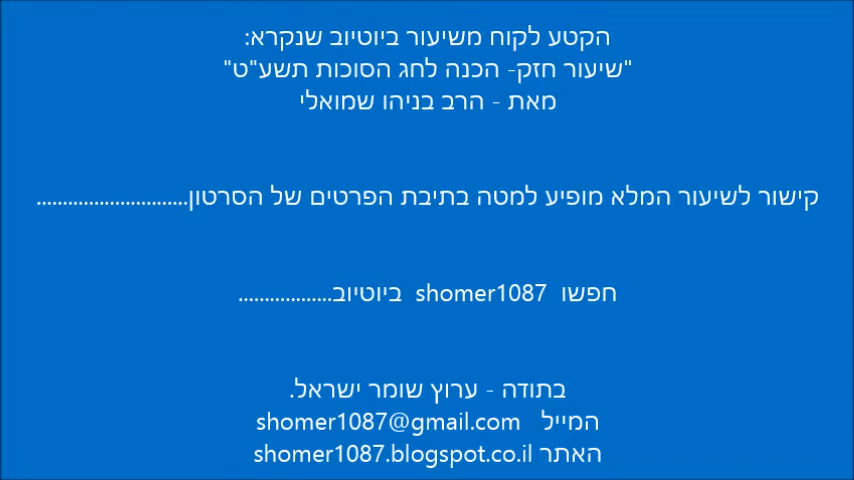 הקטע לקוח משיעור ביוטיוב שנקרא:
"שיעור חזק- הכנה לחג הסוכות תשע"ט"
מאת - הרב בניהו שמואלי
קישור לשיעור המלא מופיע למטה בתיבת הפרטים של הסרטון.............................
חפשו shomer1087 ביוטיוב..................
בתודה - ערוץ שומר ישראל.
המייל shomer1087@gmail.com
האתר shomer1087.blogspot.co.il